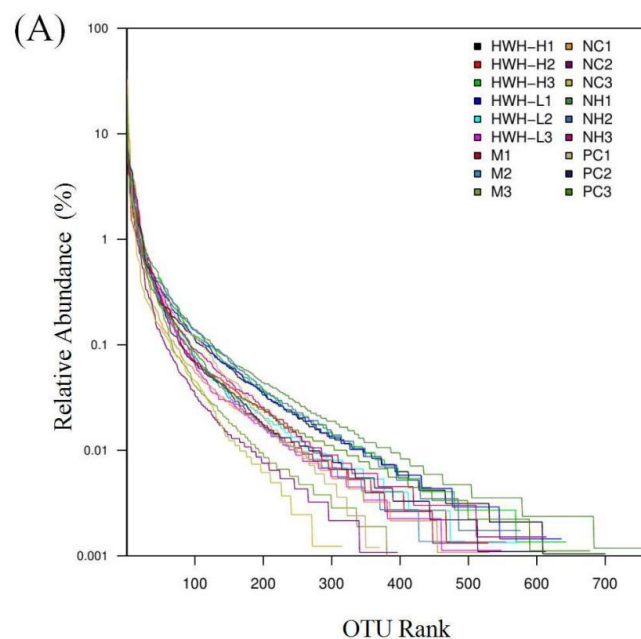 (A)
Relative Abundance (%)
100
10
1
0.1
0.01
0.001
HWH-H1
HWH-H2
HWH-H3
HWH-L1
HWH-L2
HWH-L3
M1
M2
M3
NC1
NC2
NC3
NH1
NH2
NH3
PC1
PC2
PC3
100 200 300 400 500 600 700
OTU Rank